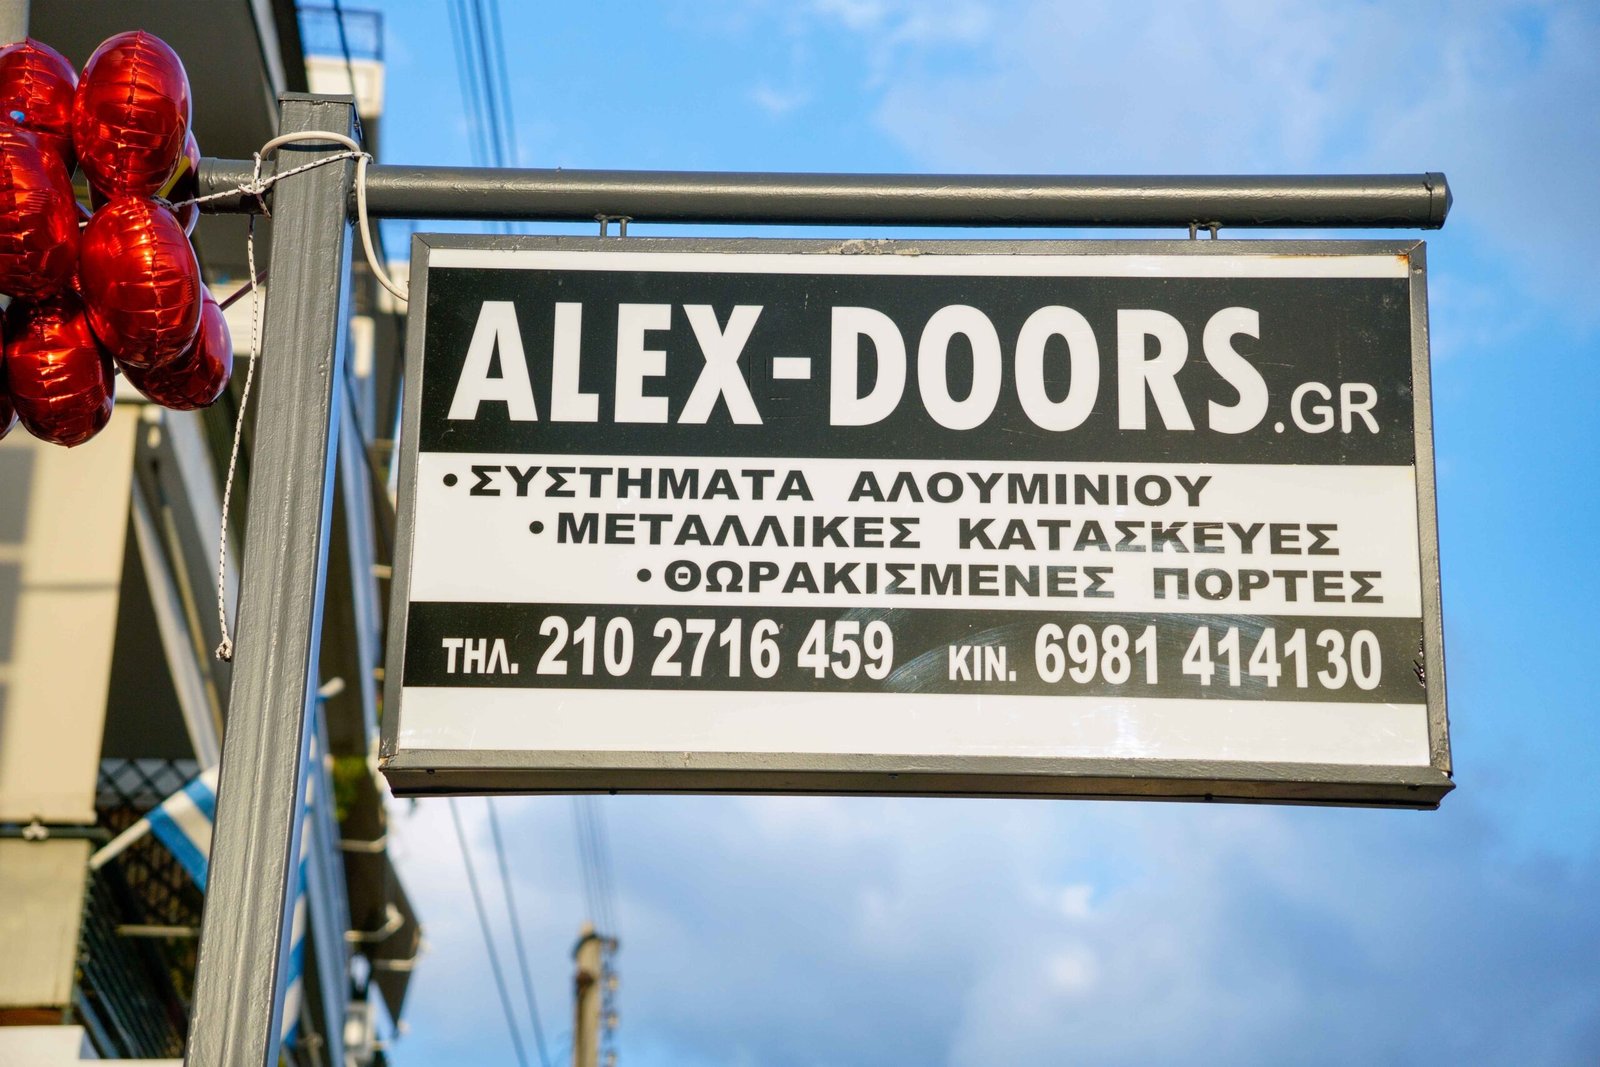 ALEX-DOORS.GR
•ΣΥΣΤΗΜΑΤΑ ΑΛΟΥΜΙΝΙΟΥ
•ΜΕΤΑΛΛΙΚΕΣ ΚΑΤΑΣΚΕΥΕΣ
•ΘΩΡΑΚΙΣΜΕΝΕΣ ΠΟΡΤΕΣ
ΤΗΛ. 210 2716 459 ΚΙΝ. 6981 414130